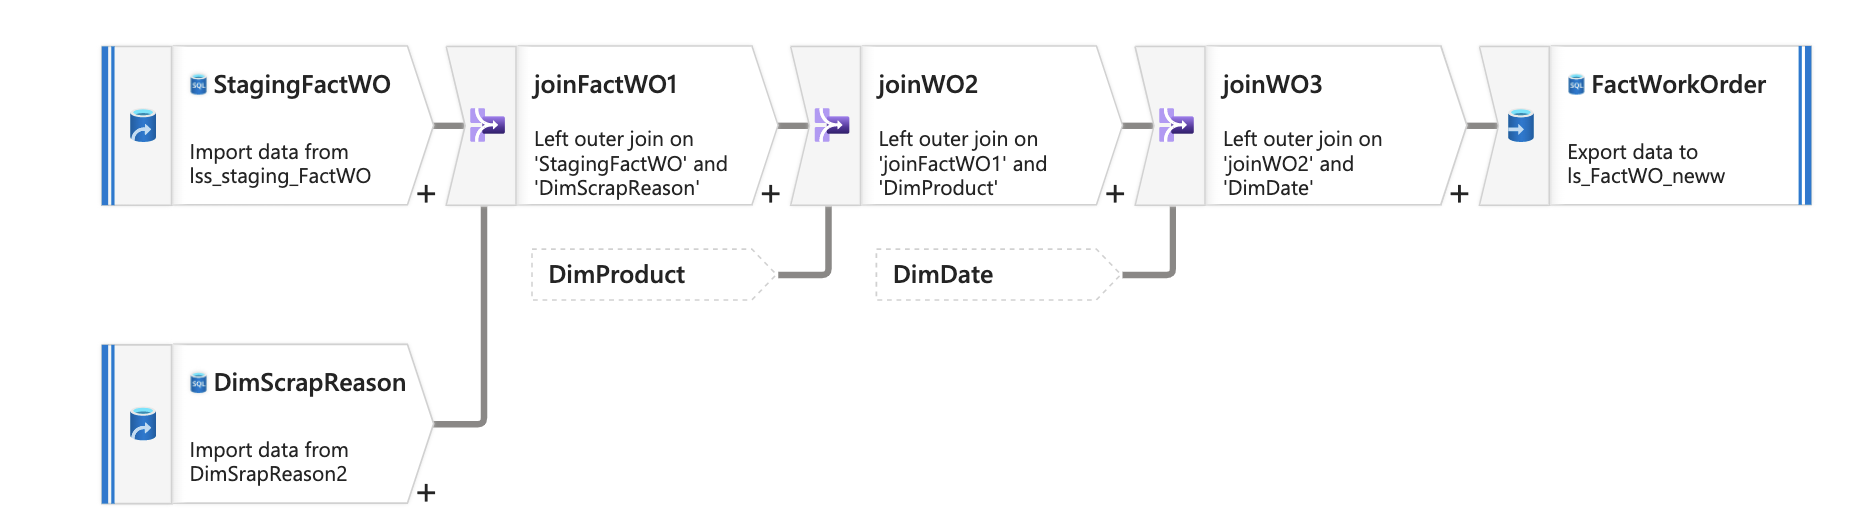 StagingFactWO
Import data from
lss_staging_FactWO
joinFactWO1
Left outer join on
'StagingFactWO' and
'DimScrapReason'
joinWO2
Left outer join on
'joinFactWO1' and
'DimProduct'
joinWO3
Left outer join on
'joinWO2' and
'DimDate'
SQL FactWorkOrder
Export data to
ls_FactWO_neww
DimProduct
DimDate
SQL DimScrapReason
Import data from
DimSrapReason2